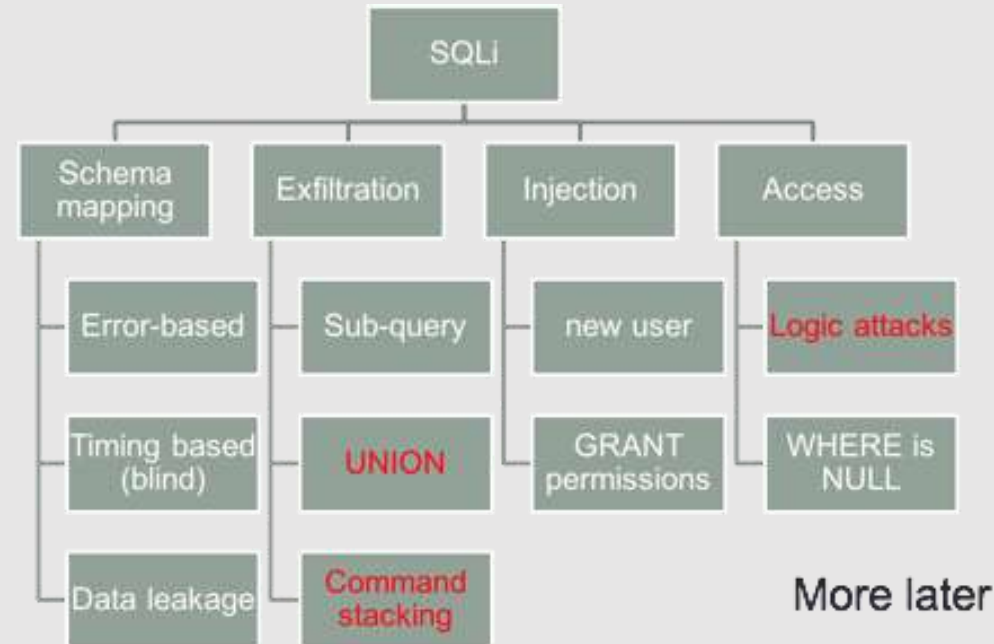 SQLi
Schema
mapping
Exfiltration
Injection
Access
Error-based
Sub-query
new user
Logic attacks
Timing based
(blind)
UNION
GRANT
permissions
WHERE is
NULL
Data leakage
Command
stacking
More later